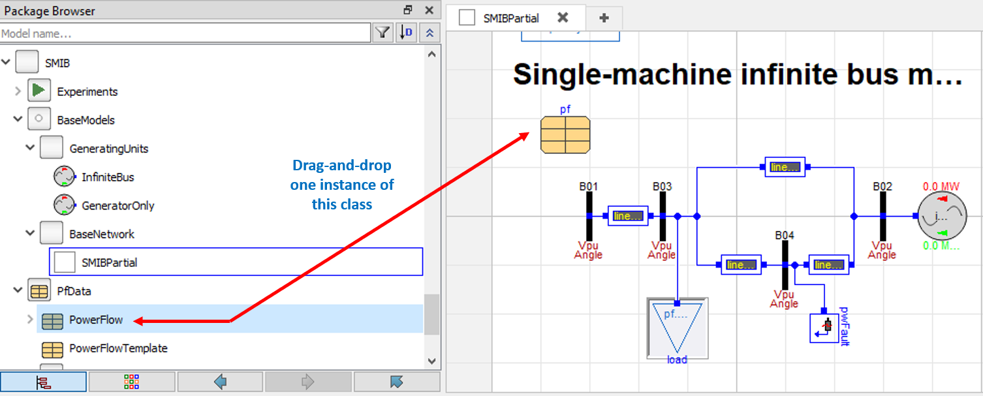 Package Browser
Model name...
SMIB
Experiments
BaseModels
GeneratingUnits
InfiniteBus
GeneratorOnly
BaseNetwork
SMIBPartial
PfData
PowerFlow
PowerFlowTemplate
Drag-and-drop
one instance of
this class
SMIBPartial
Single-machine infinite bus m...
pf
line...
B01
B03
B02
0.0 MW
line...
i...
Vpu
Angle
Vpu
Angle
B04
Vpu
Angle
0.0 M...
line...
line...
Vpu
Angle
pf....
pwFault
load